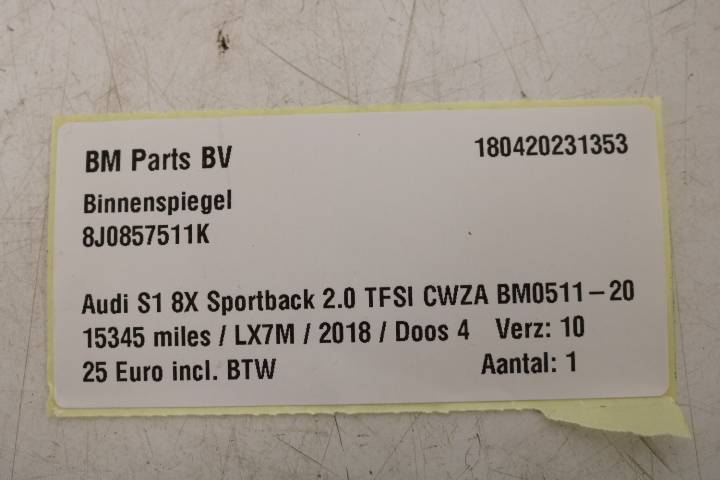 BM Parts BV 180420231353
Binnenspiegel
8J0857511K
Audi S1 8X Sportback 2.0 TFSI CWZA BM0511-20
15345 miles / LX7M / 2018 / Doos 4 Verz: 10
25 Euro incl. BTW Aantal: 1